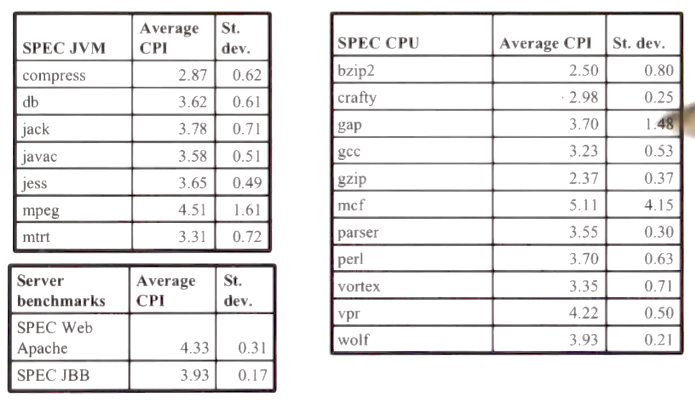 SPEC JVM Average CPI St. dev.
compress 2.87 0.62
db 3.62 0.61
jack 3.78 0.71
javac 3.58 0.51
jess 3.65 0.49
mpeg 4.51 1.61
mtrt 3.31 0.72
Server benchmarks Average CPI St. dev.
SPEC Web Apache 4.33 0.31
SPEC JBB 3.93 0.17
SPEC CPU Average CPI St. dev.
bzip2 2.50 0.80
crafty 2.98 0.25
gap 3.70 1.48
gcc 3.23 0.53
gzip 2.37 0.37
mcf 5.11 4.15
parser 3.55 0.30
perl 3.70 0.63
vortex 3.35 0.71
vpr 4.22 0.50
wolf 3.93 0.21